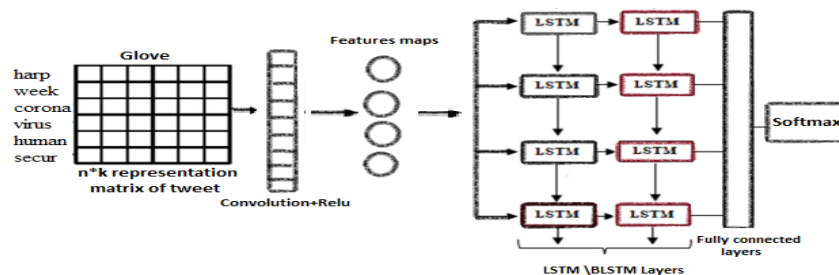 Glove
harp
week
corona
virus
human
secur
n*k representation
matrix of tweet
Convolution+Relu
Features maps
LSTM
LSTM
LSTM
LSTM
LSTM
LSTM
LSTM
LSTM
LSTM \BLSTM Layers
Fully connected
layers
Softmax